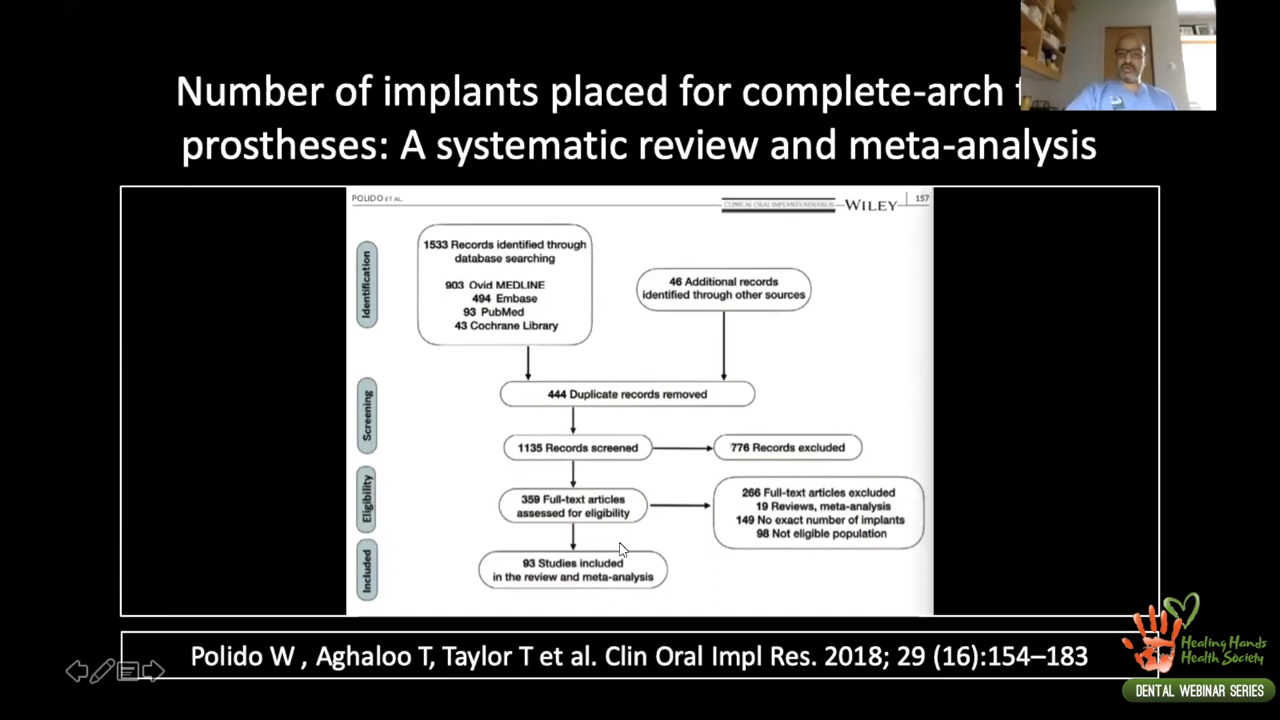 Number of implants placed for complete-arch
prostheses: A systematic review and meta-analysis
POLIDO ET AL.
CLINICAL ORAL IMPLANTS RESEARCH
WILEY
157
Identification
1533 Records identified through
database searching
903 Ovid MEDLINE
494 Embase
93 PubMed
43 Cochrane Library
46 Additional records
identified through other sources
444 Duplicate records removed
Screening
1135 Records screened
776 Records excluded
Eligibility
359 Full-text articles
assessed for eligibility
266 Full-text articles excluded
19 Reviews, meta-analysis
149 No exact number of implants
98 Not eligible population
Included
93 Studies included
in the review and meta-analysis
Polido W , Aghaloo T, Taylor T et al. Clin Oral Impl Res. 2018; 29 (16):154–183
Healing Hands
Health Society
DENTAL WEBINAR SERIES